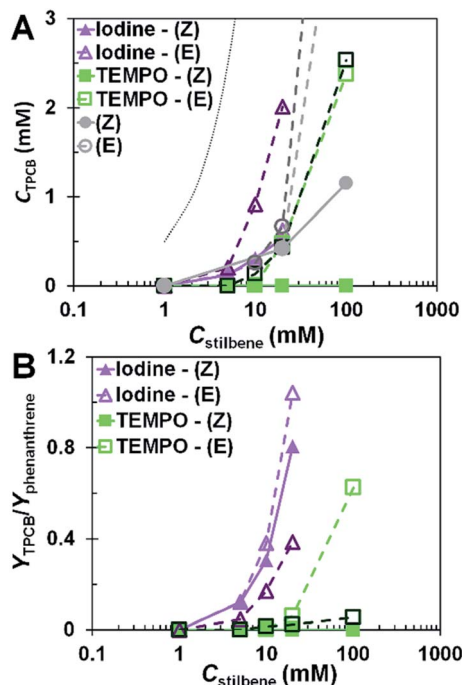 A
3
2
1
0
C_TPCB (mM)
Iodine - (Z)
Iodine - (E)
TEMPO - (Z)
TEMPO - (E)
(Z)
(E)
0.1 1 10 100 1000
C_stilbene (mM)
B
1.2
0.8
0.4
0
Y_TPCB/Y_phenanthrene
Iodine - (Z)
Iodine - (E)
TEMPO - (Z)
TEMPO - (E)
0.1 1 10 100 1000
C_stilbene (mM)